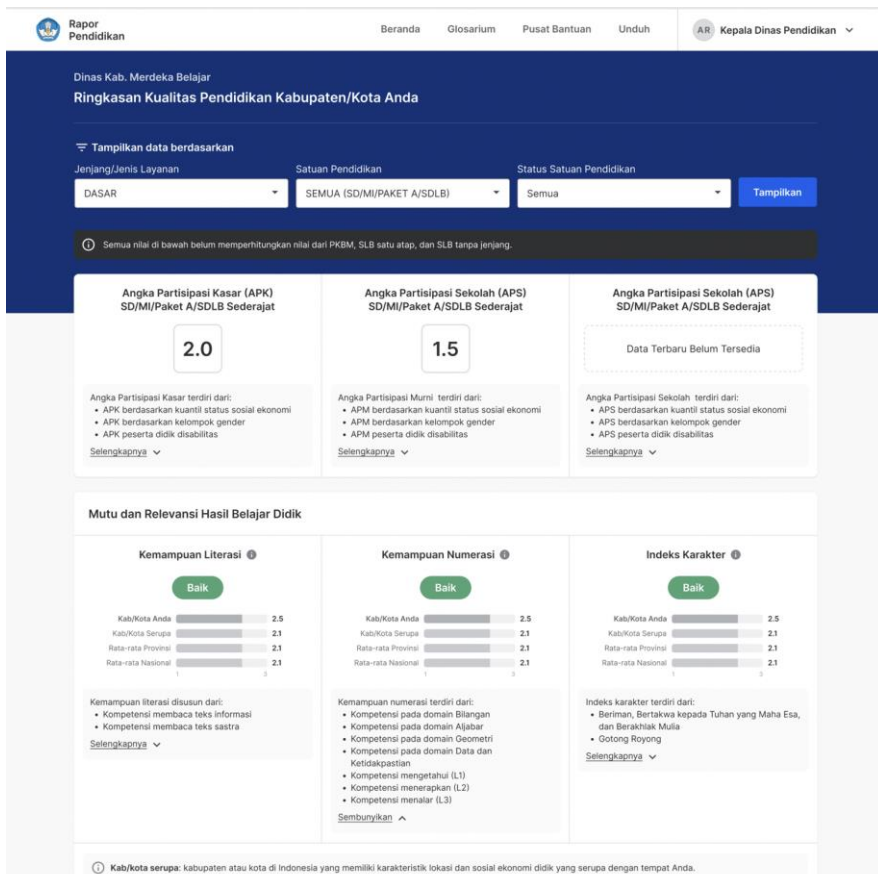 Rapor
Pendidikan
Beranda
Glosarium
Pusat Bantuan
Unduh
AR
Kepala Dinas Pendidikan
Dinas Kab. Merdeka Belajar
Ringkasan Kualitas Pendidikan Kabupaten/Kota Anda
Tampilkan data berdasarkan
Jenjang/Jenis Layanan
Satuan Pendidikan
Status Satuan Pendidikan
DASAR
SEMUA (SD/MI/PAKET A/SDLB)
Semua
Tampilkan
Semua nilai di bawah belum memperhitungkan nilai dari PKBM, SLB satu atap, dan SLB tanpa jenjang.
Angka Partisipasi Kasar (APK)
SD/MI/Paket A/SDLB Sederajat
2.0
Angka Partisipasi Kasar terdiri dari:
• APK berdasarkan kuantil status sosial ekonomi
• APK berdasarkan kelompok gender
• APK peserta didik disabilitas
Selengkapnya
Angka Partisipasi Sekolah (APS)
SD/MI/Paket A/SDLB Sederajat
1.5
Angka Partisipasi Murni terdiri dari:
• APM berdasarkan kuantil status sosial ekonomi
• APM berdasarkan kelompok gender
• APM peserta didik disabilitas
Selengkapnya
Angka Partisipasi Sekolah (APS)
SD/MI/Paket A/SDLB Sederajat
Data Terbaru Belum Tersedia
Angka Partisipasi Sekolah terdiri dari:
• APS berdasarkan kuantil status sosial ekonomi
• APS berdasarkan kelompok gender
• APS peserta didik disabilitas
Selengkapnya
Mutu dan Relevansi Hasil Belajar Didik
Kemampuan Literasi
Baik
Kab/Kota Anda 2.5
Kab/Kota Serupa 2.1
Rata-rata Provinsi 2.1
Rata-rata Nasional 2.1
1 3
Kemampuan literasi disusun dari:
• Kompetensi membaca teks informasi
• Kompetensi membaca teks sastra
Selengkapnya
Kemampuan Numerasi
Baik
Kab/Kota Anda 2.5
Kab/Kota Serupa 2.1
Rata-rata Provinsi 2.1
Rata-rata Nasional 2.1
1 3
Kemampuan numerasi terdiri dari:
• Kompetensi pada domain Bilangan
• Kompetensi pada domain Aljabar
• Kompetensi pada domain Geometri
• Kompetensi pada domain Data dan
Ketidakpastian
• Kompetensi mengetahui (L1)
• Kompetensi menerapkan (L2)
• Kompetensi menalar (L3)
Sembunyikan
Indeks Karakter
Baik
Kab/Kota Anda 2.5
Kab/Kota Serupa 2.1
Rata-rata Provinsi 2.1
Rata-rata Nasional 2.1
1 3
Indeks karakter terdiri dari:
• Beriman, Bertakwa kepada Tuhan yang Maha Esa,
dan Berakhlak Mulia
• Gotong Royong
Selengkapnya
Kab/kota serupa: kabupaten atau kota di Indonesia yang memiliki karakteristik lokasi dan sosial ekonomi didik yang serupa dengan tempat Anda.